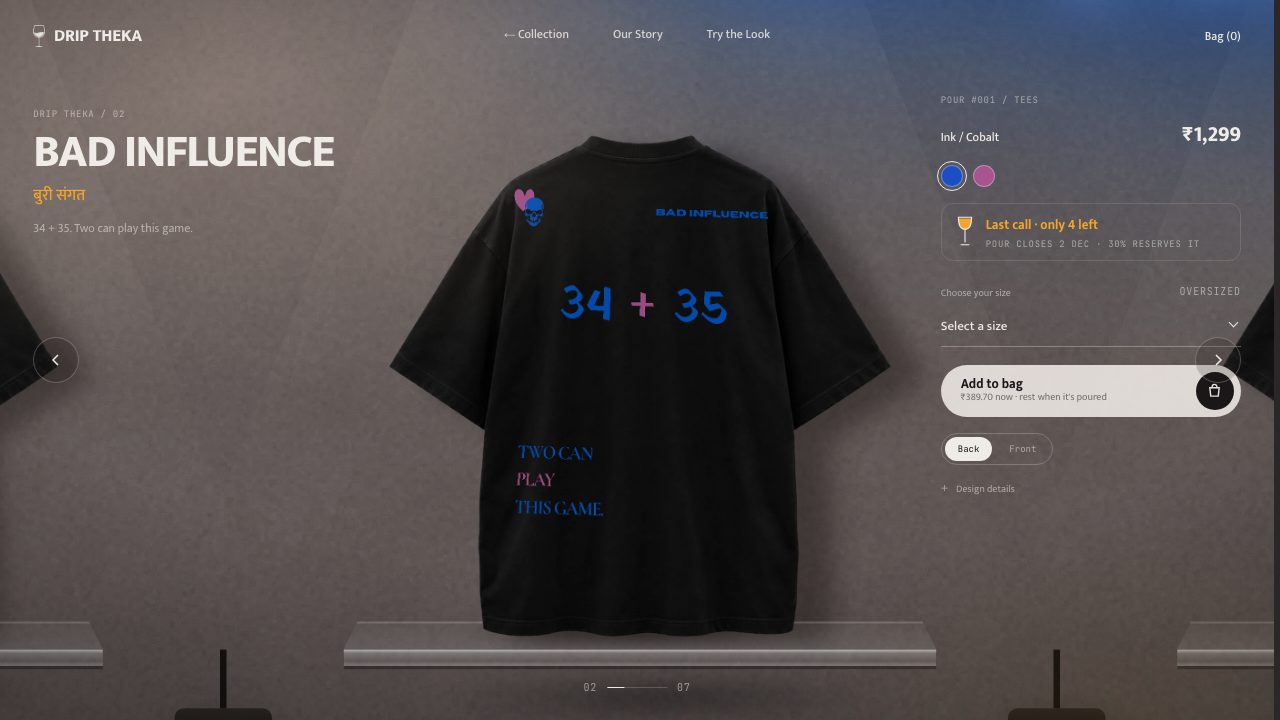 DRIP THEKA
← Collection
Our Story
Try the Look
Bag (0)
DRIP THEKA / 02
BAD INFLUENCE
बुरी संगत
34 + 35. Two can play this game.
BAD INFLUENCE
34 + 35
TWO CAN
PLAY
THIS GAME.
POUR #001 / TEES
Ink / Cobalt
₹1,299
Last call · only 4 left
POUR CLOSES 2 DEC · 30% RESERVES IT
Choose your size
OVERSIZED
Select a size
Add to bag
₹389.70 now · rest when it's poured
Back
Front
+ Design details
02
07